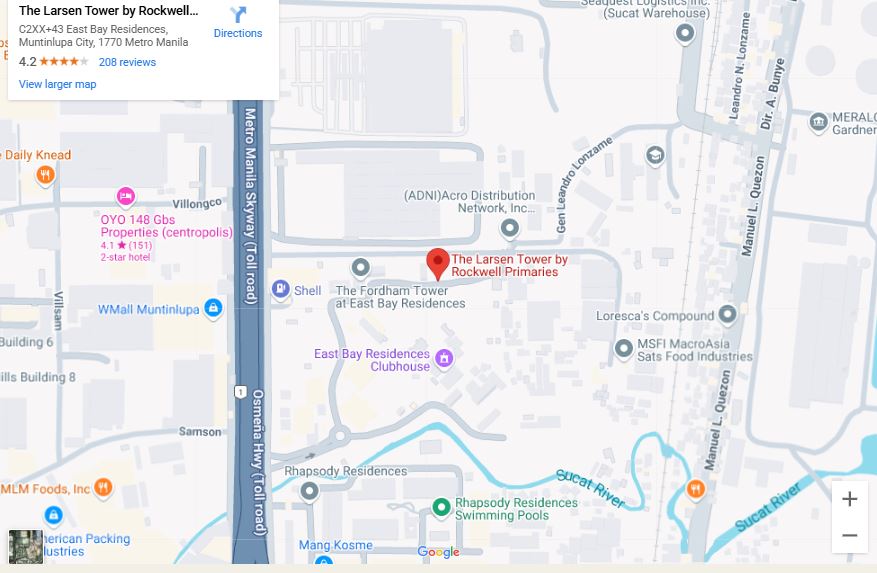 The Larsen Tower by Rockwell...
C2XX+43 East Bay Residences,
Muntinlupa City, 1770 Metro Manila
4.2
208 reviews
View larger map
Directions
Seaquest Logistics Inc.
(Sucat Warehouse)
Leandro N. Lonzame
Dir. A. Bunye
MERALC
Gardner
Daily Knead
Metro Manila Skyway (Toll road)
Gen Leandro Lonzame
Manuel L. Quezon
Villongco
(ADNI)Acro Distribution
Network, Inc...
OYO 148 Gbs
Properties (centropolis)
4.1 ★ (151)
2-star hotel
The Larsen Tower by
Rockwell Primaries
Shell
The Fordham Tower
at East Bay Residences
WMall Muntinlupa
Villsam
Loresca's Compound
Building 6
MSFI MacroAsia
Sats Food Industries
East Bay Residences
Clubhouse
ills Building 8
1
Osmeña Hwy (Toll road)
Manuel L. Quezon
Samson
Rhapsody Residences
MLM Foods, Inc
Sucat River
Sucat River
Rhapsody Residences
Swimming Pools
erican Packing
ustries
Mang Kosme
Google